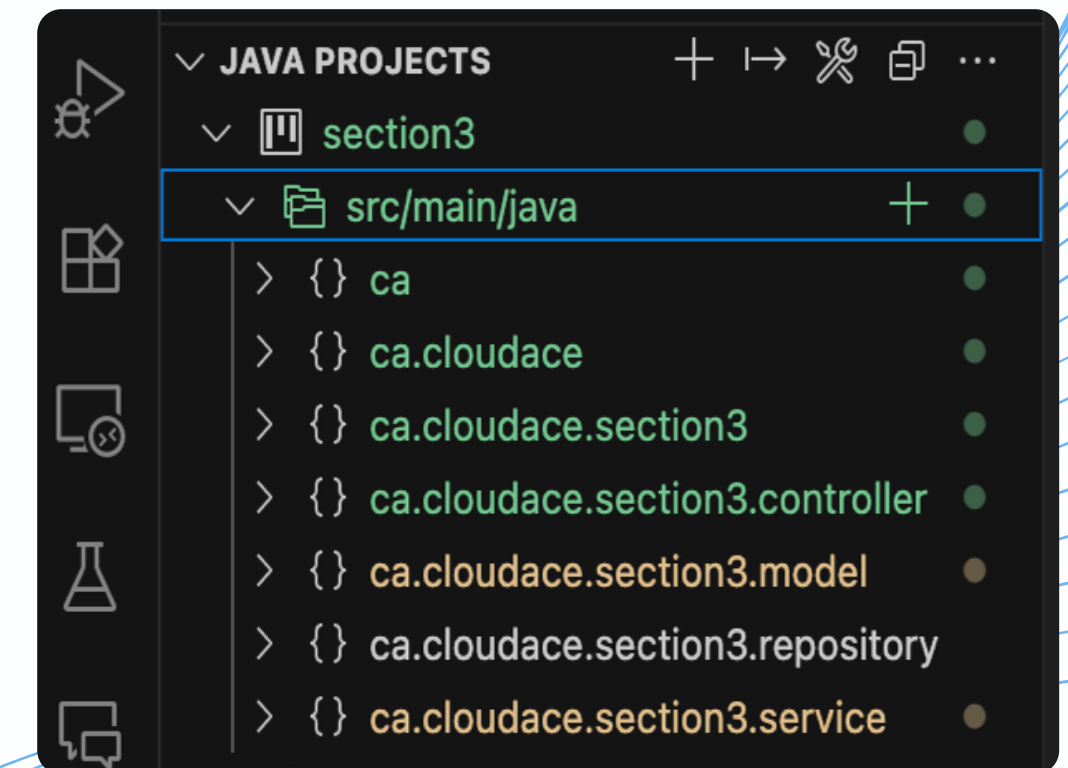 JAVA PROJECTS
section3
src/main/java
{} ca
{} ca.cloudace
{} ca.cloudace.section3
{} ca.cloudace.section3.controller
{} ca.cloudace.section3.model
{} ca.cloudace.section3.repository
{} ca.cloudace.section3.service